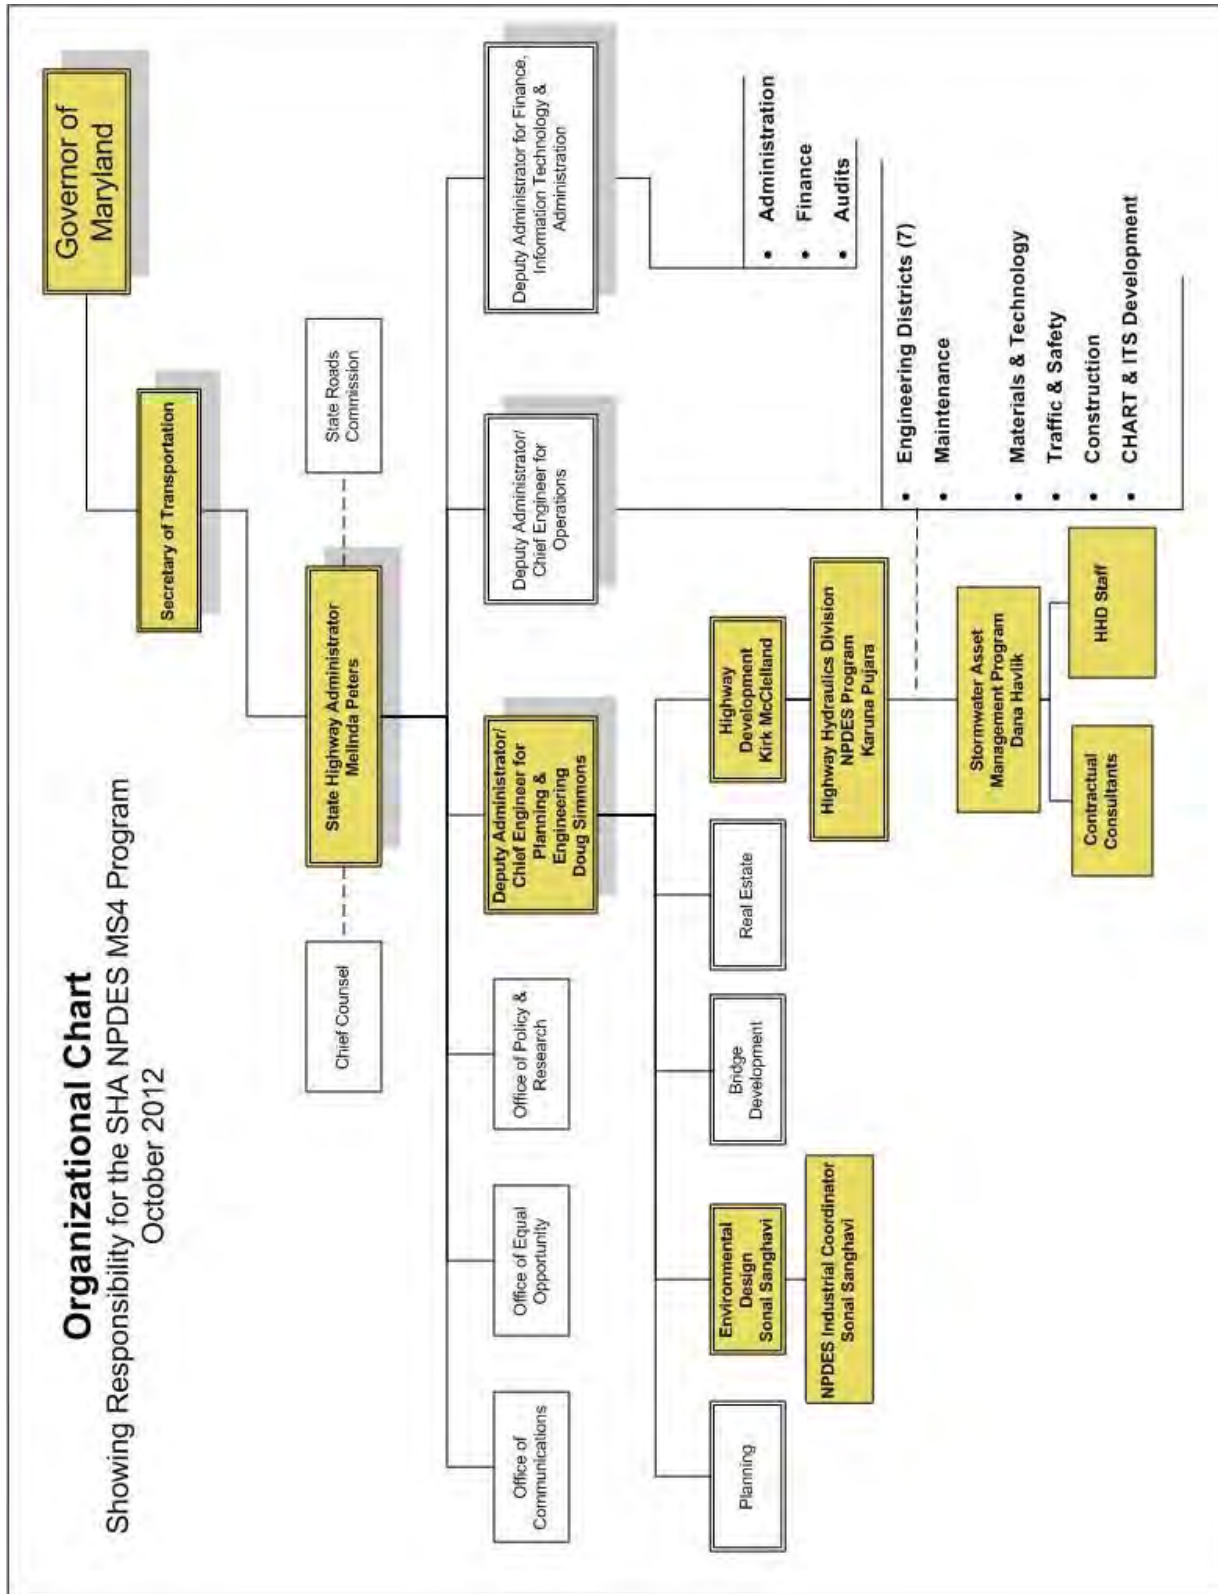 Organizational Chart
Showing Responsibility for the SHA NPDES MS4 Program
October 2012
Governor of
Maryland
Secretary of Transportation
Chief Counsel
State Highway Administrator
Melinda Peters
State Roads
Commission
Office of
Communications
Office of Equal
Opportunity
Office of Policy &
Research
Deputy Administrator/
Chief Engineer for
Planning &
Engineering
Doug Simmons
Deputy Administrator/
Chief Engineer for
Operations
Deputy Administrator for Finance,
Information Technology &
Administration
Planning
Environmental
Design
Sonal Sanghavi
Bridge
Development
Real Estate
Highway
Development
Kirk McClelland
• Administration
• Finance
• Audits
NPDES Industrial Coordinator
Sonal Sanghavi
Highway Hydraulics Division
NPDES Program
Karuna Pujara
• Engineering Districts (7)
• Maintenance
• Materials & Technology
• Traffic & Safety
• Construction
• CHART & ITS Development
Stormwater Asset
Management Program
Dana Havlik
Contractual
Consultants
HHD Staff